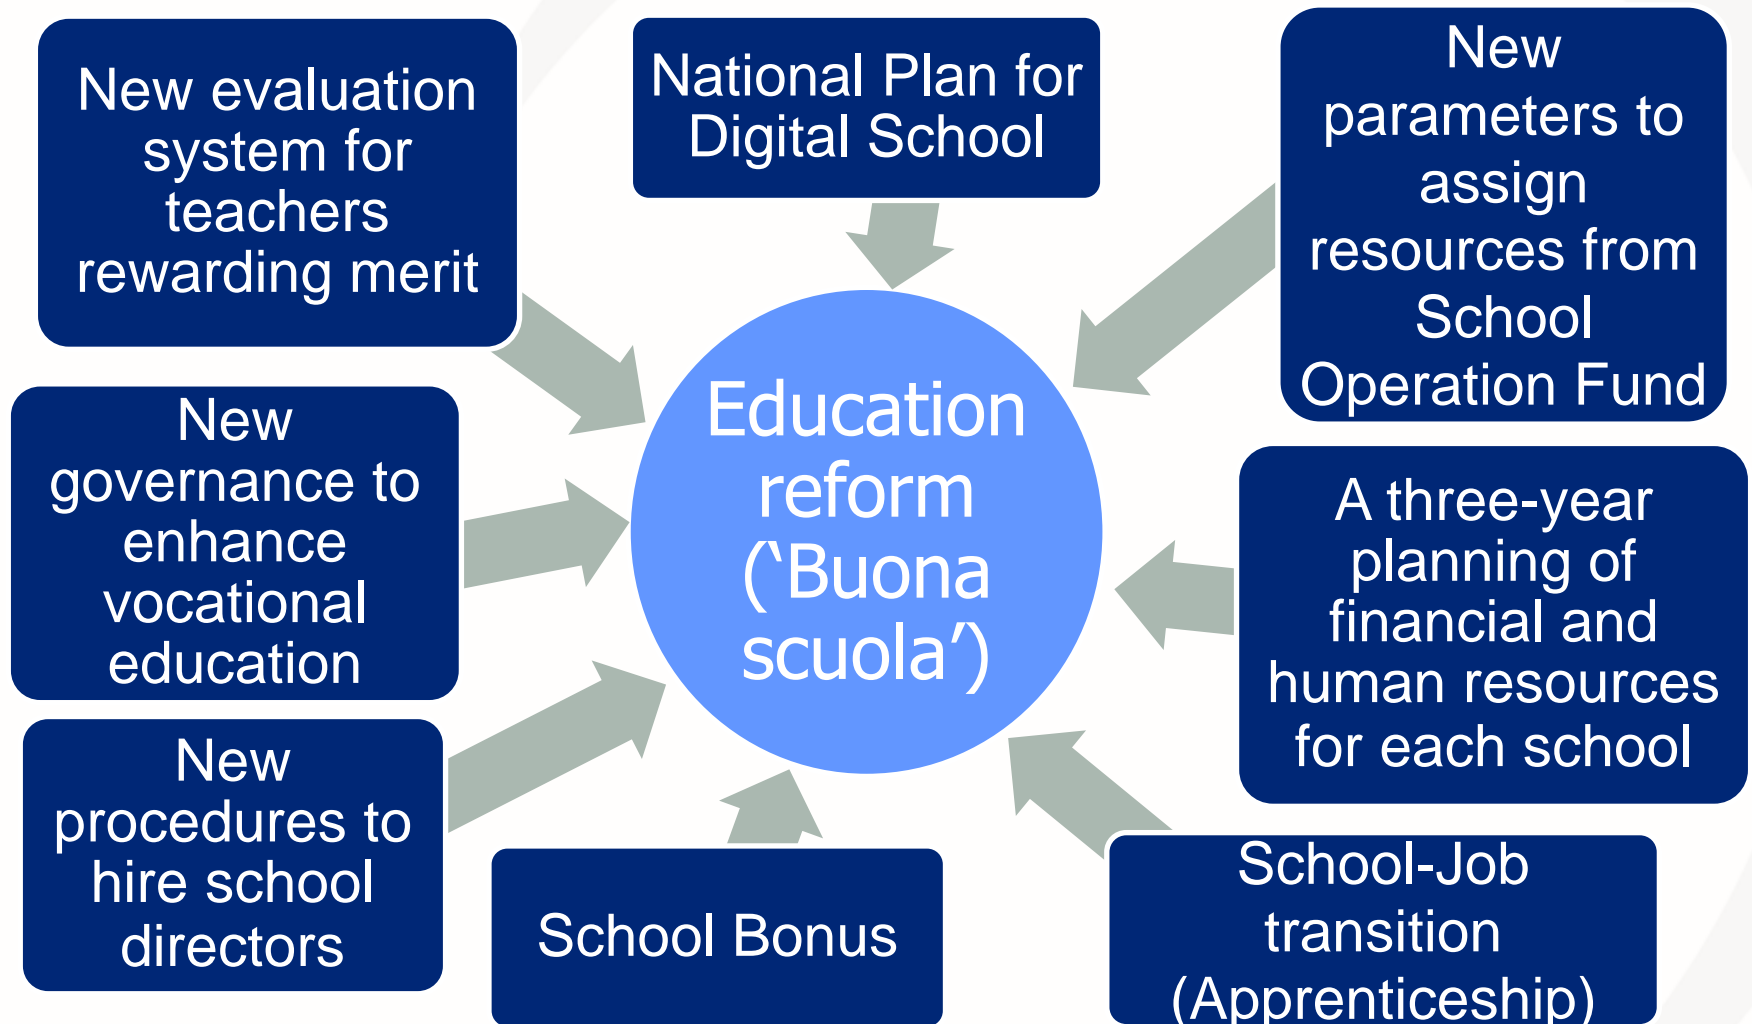 New evaluation
system for
teachers
rewarding merit
National Plan for
Digital School
New
parameters to
assign
resources from
School
Operation Fund
New
governance to
enhance
vocational
education
Education
reform
(‘Buona
scuola’)
A three-year
planning of
financial and
human resources
for each school
New
procedures to
hire school
directors
School Bonus
School-Job
transition
(Apprenticeship)